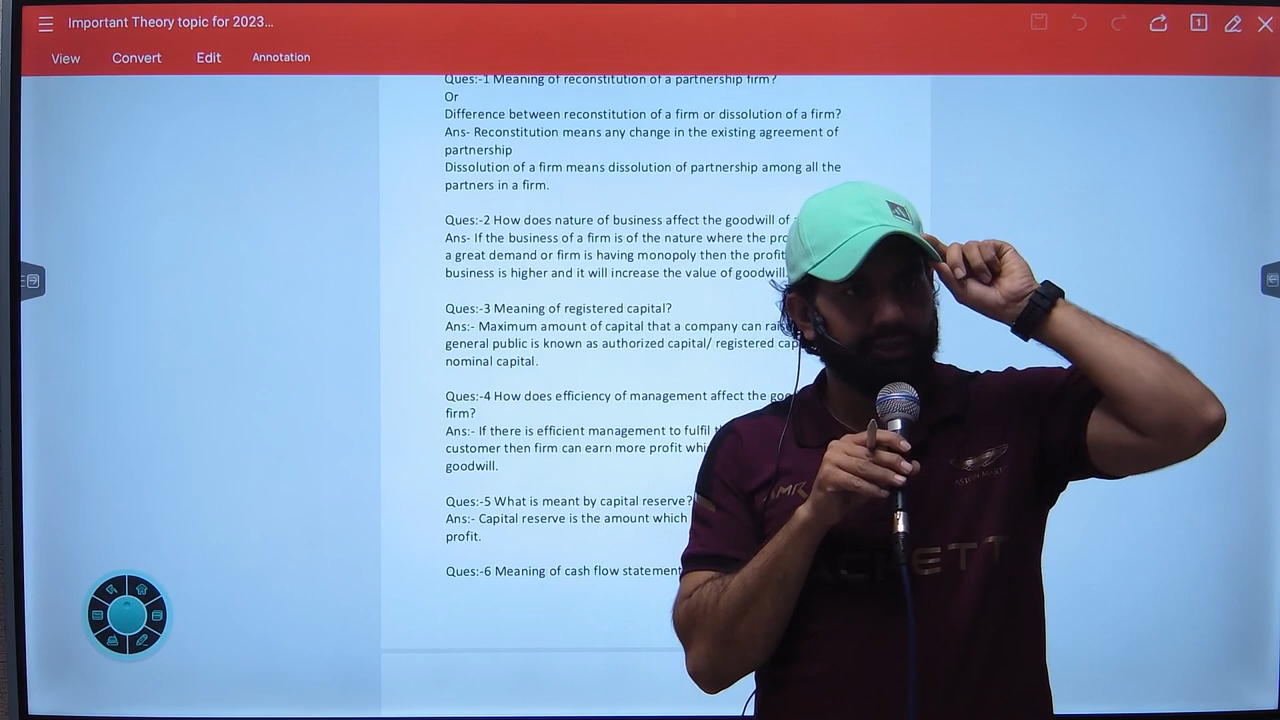 Important Theory topic for 2023...
1
View
Convert
Edit
Annotation
Ques:-1 Meaning of reconstitution of a partnership firm?
Or
Difference between reconstitution of a firm or dissolution of a firm?
Ans- Reconstitution means any change in the existing agreement of
partnership
Dissolution of a firm means dissolution of partnership among all the
partners in a firm.
Ques:-2 How does nature of business affect the goodwill of
Ans- If the business of a firm is of the nature where the
a great demand or firm is having monopoly then the profit
business is higher and it will increase the value of goodwill.
Ques:-3 Meaning of registered capital?
Ans:- Maximum amount of capital that a company can
general public is known as authorized capital/ registered
nominal capital.
Ques:-4 How does efficiency of management affect the
firm?
Ans:- If there is efficient management to fulfil
customer then firm can earn more profit
goodwill.
Ques:-5 What is meant by capital reserve?
Ans:- Capital reserve is the amount which
profit.
Ques:-6 Meaning of cash flow statement
AMR
ASTON MARTIN